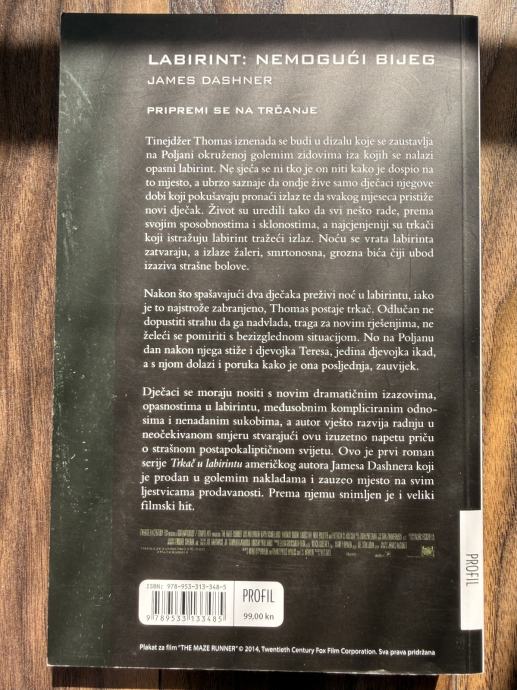 LABIRINT: NEMOGUĆI BIJEG
JAMES DASHNER
PRIPREMI SE NA TRČANJE
Tinejdžer Thomas iznenada se budi u dizalu koje se zaustavlja
na Poljani okruženoj golemim zidovima iza kojih se nalazi
opasni labirint. Ne sjeća se ni tko je on niti kako je dospio na
to mjesto, a ubrzo saznaje da ondje žive samo dječaci njegove
dobi koji pokušavaju pronaći izlaz te da svakog mjeseca pristiže
novi dječak. Život su uredili tako da svi nešto rade, prema
svojim sposobnostima i sklonostima, a najcjenjeniji su trkači
koji istražuju labirint tražeći izlaz. Noću se vrata labirinta
zatvaraju, a izlaze žaleri, smrtonosna, grozna bića čiji ubod
izaziva strašne bolove.
Nakon što spašavajući dva dječaka preživi noć u labirintu, iako
je to najstrože zabranjeno, Thomas postaje trkač. Odlučan ne
dopustiti strahu da ga nadvlada, traga za novim rješenjima, ne
želeći se pomiriti s bezizglednom situacijom. No na Poljanu
dan nakon njega stiže i djevojka Teresa, jedina djevojka ikad,
a s njom dolazi i poruka kako je ona posljednja, zauvijek.
Dječaci se moraju nositi s novim dramatičnim izazovima,
opasnostima u labirintu, međusobnim kompliciranim odno-
sima i nenadanim sukobima, a autor vješto razvija radnju u
neočekivanom smjeru stvarajući ovu izuzetno napetu priču
o strašnom postapokaliptičnom svijetu. Ovo je prvi roman
serije Trkač u labirintu američkog autora Jamesa Dashnera koji
je prodan u golemim nakladama i zauzeo mjesto na svim
ljestvicama prodavanosti. Prema njemu snimljen je i veliki
filmski hit.
PROFIL
ISBN: 978-953-313-348-5
9 789533 133485
PROFIL
99,00 kn
Plakat za film "THE MAZE RUNNER" © 2014, Twentieth Century Fox Film Corporation. Sva prava pridržana